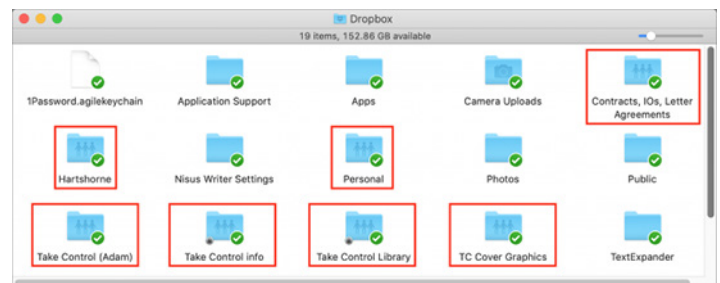 Dropbox
19 items, 152.86 GB available
1Password.agilekeychain
Application Support
Apps
Camera Uploads
Contracts, IOs, Letter
Agreements
Hartshorne
Nisus Writer Settings
Personal
Photos
Public
Take Control (Adam)
Take Control info
Take Control Library
TC Cover Graphics
TextExpander